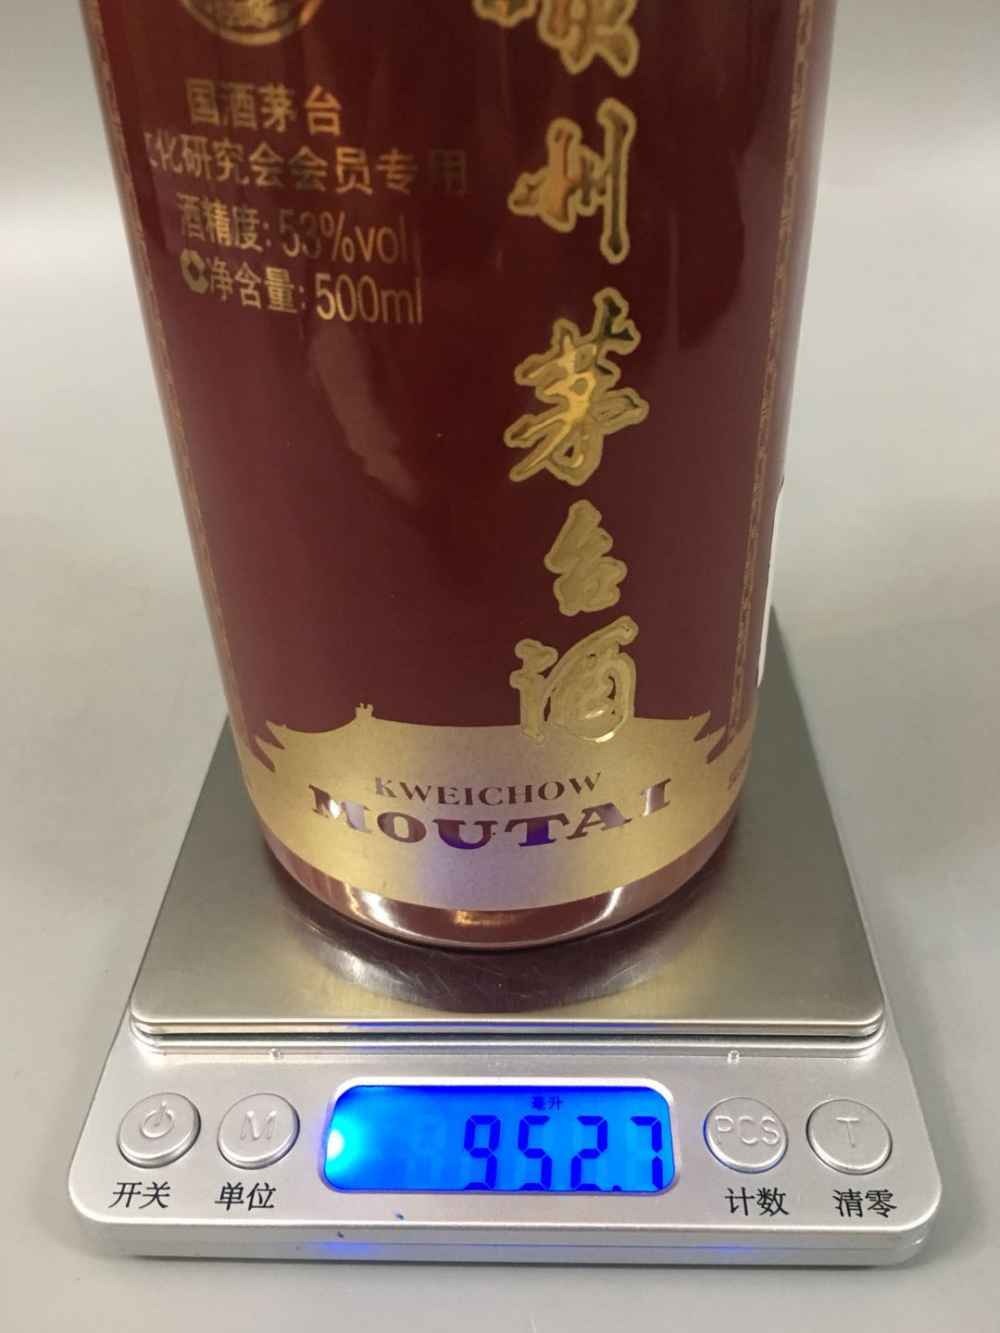 国酒茅台
化研究会会员专用
酒精度:53%vol
净含量:500ml
州茅台酒
KWEICHOW
MOUTAI
毫升
952.7
M
PCS
T
开关
单位
计数
清零